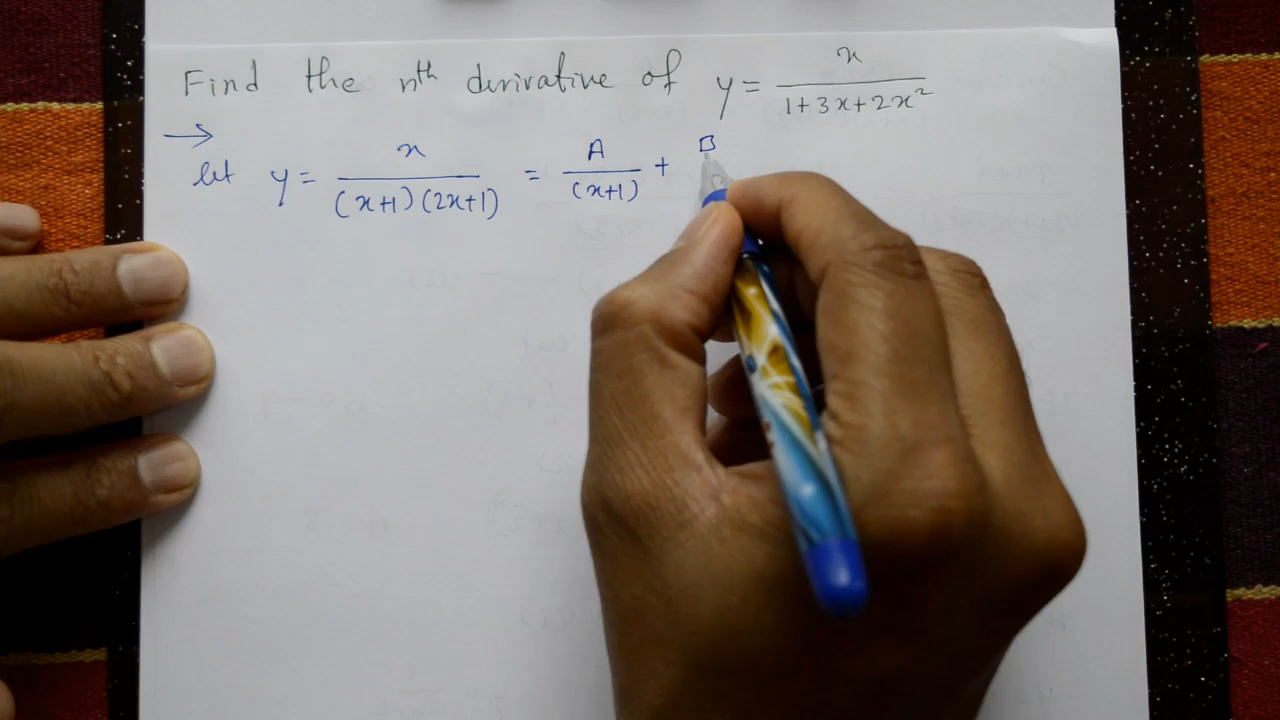 Find the nth derivative of y = x / (1+3x+2x²)
→
let y = x / ((x+1)(2x+1)) = A / (x+1) + B